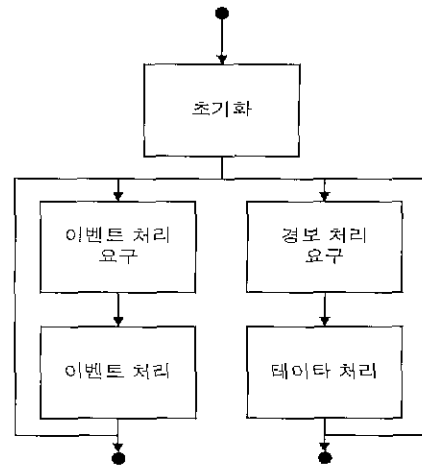 초기화
이벤트 처리
요구
경보 처리
요구
이벤트 처리
테이타 처리